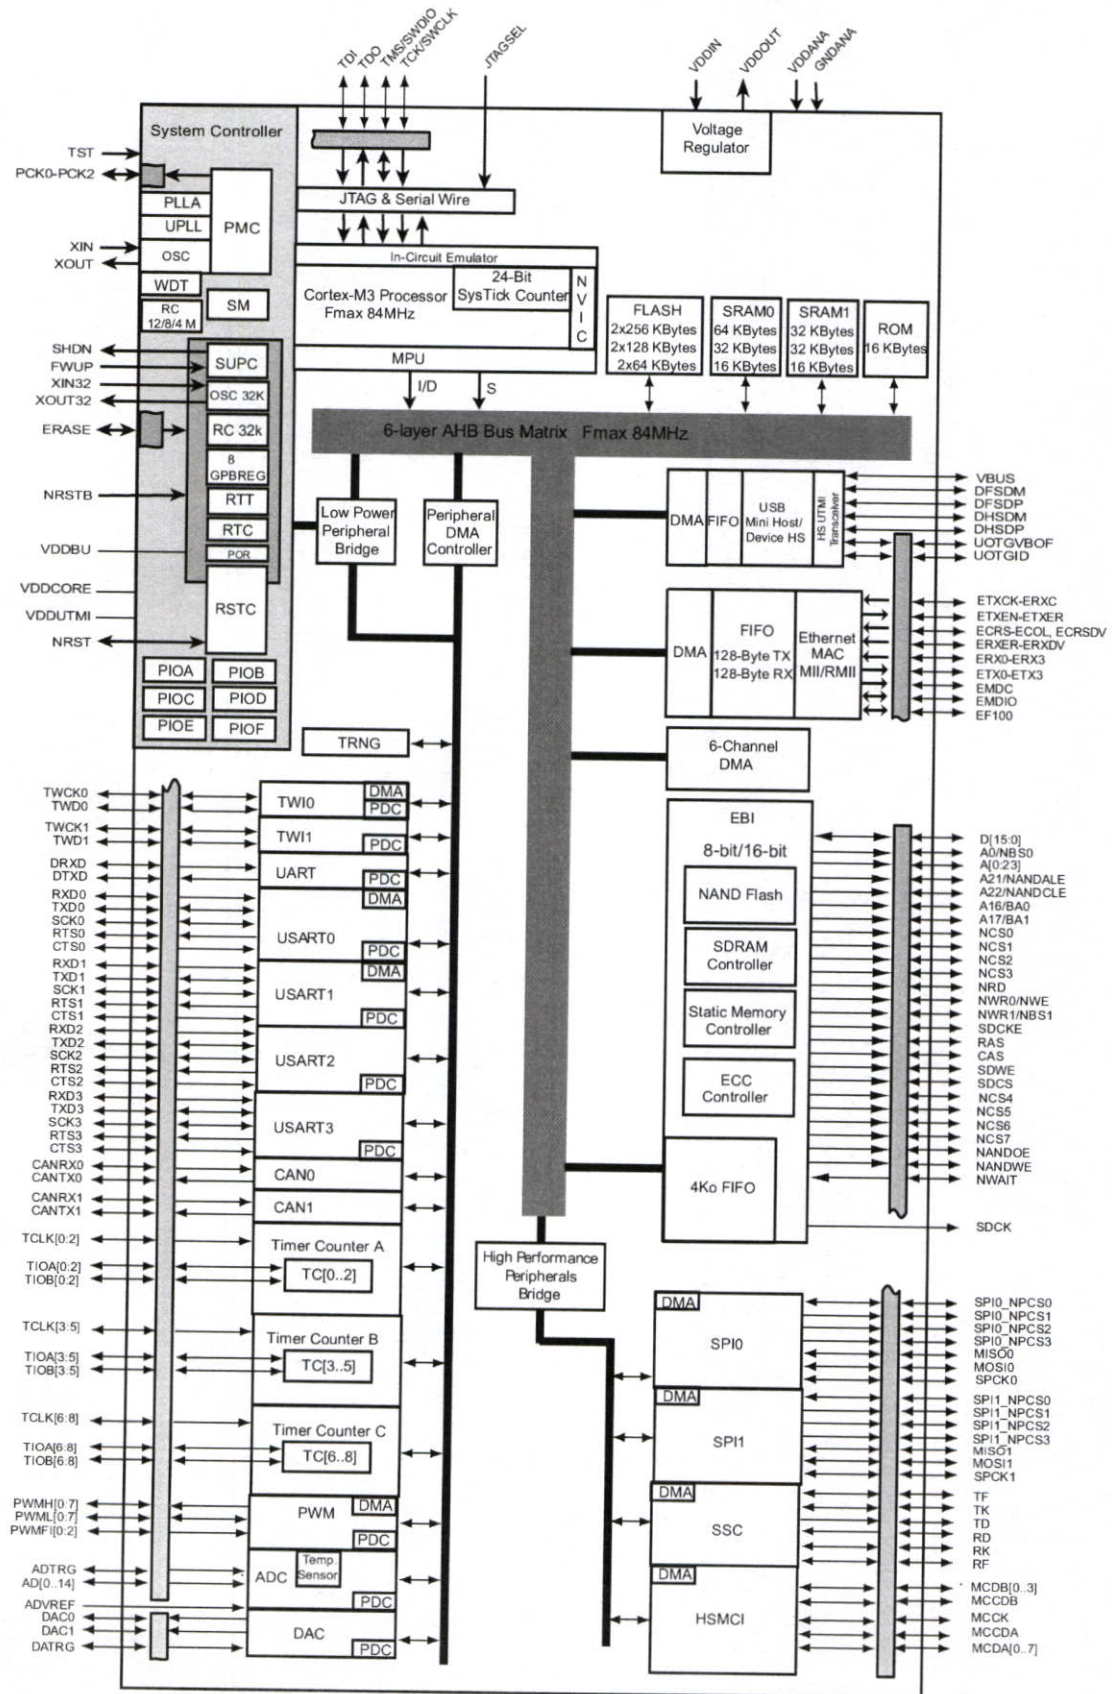 TDI
TDO
TMS/SWDIO
TCK/SWCLK
JTAGSEL
VDDIN
VDDOUT
VDDANA
GNDANA
System Controller
Voltage
Regulator
TST
PCK0-PCK2
PLLA
UPLL
PMC
JTAG & Serial Wire
XIN
XOUT
OSC
WDT
RC
12/8/4 M
SM
In-Circuit Emulator
24-Bit
SysTick Counter
Cortex-M3 Processor
Fmax 84MHz
N
V
I
C
MPU
I/D
S
FLASH
2x256 KBytes
2x128 KBytes
2x64 KBytes
SRAM0
64 KBytes
32 KBytes
16 KBytes
SRAM1
32 KBytes
32 KBytes
16 KBytes
ROM
16 KBytes
SHDN
FWUP
XIN32
XOUT32
ERASE
NRSTB
VDDBU
VDDCORE
VDDUTMI
NRST
SUPC
OSC 32K
RC 32k
8
GPBREG
RTT
RTC
POR
RSTC
PIOA
PIOB
PIOC
PIOD
PIOE
PIOF
6-layer AHB Bus Matrix Fmax 84MHz
Low Power
Peripheral
Bridge
Peripheral
DMA
Controller
DMA
FIFO
USB
Mini Host/
Device HS
HS UTMI
Transceiver
VBUS
DFSDM
DFSDP
DHSDM
DHSDP
UOTGVBOF
UOTGID
DMA
FIFO
128-Byte TX
128-Byte RX
Ethernet
MAC
MII/RMII
ETXCK-ERXC
ETXEN-ETXER
ECRS-ECOL, ECRSDV
ERXER-ERXDV
ERX0-ERX3
ETX0-ETX3
EMDC
EMDIO
EF100
TRNG
6-Channel
DMA
TWCK0
TWD0
TWCK1
TWD1
DRXD
DTXD
RXD0
TXD0
SCK0
RTS0
CTS0
RXD1
TXD1
SCK1
RTS1
CTS1
RXD2
TXD2
SCK2
RTS2
CTS2
RXD3
TXD3
SCK3
RTS3
CTS3
CANRX0
CANTX0
CANRX1
CANTX1
TCLK[0:2]
TIOA[0:2]
TIOB[0:2]
TCLK[3:5]
TIOA[3:5]
TIOB[3:5]
TCLK[6:8]
TIOA[6:8]
TIOB[6:8]
PWMH[0:7]
PWML[0:7]
PWMFI[0:2]
ADTRG
AD[0..14]
ADVREF
DAC0
DAC1
DATRG
TWI0
DMA
PDC
TWI1
PDC
UART
PDC
DMA
USART0
PDC
DMA
USART1
PDC
USART2
PDC
USART3
PDC
CAN0
CAN1
Timer Counter A
TC[0..2]
Timer Counter B
TC[3..5]
Timer Counter C
TC[6..8]
PWM
DMA
PDC
ADC
Temp.
Sensor
PDC
DAC
PDC
EBI
8-bit/16-bit
NAND Flash
SDRAM
Controller
Static Memory
Controller
ECC
Controller
4Ko FIFO
D[15:0]
A0/NBS0
A[0:23]
A21/NANDALE
A22/NANDCLE
A16/BA0
A17/BA1
NCS0
NCS1
NCS2
NCS3
NRD
NWR0/NWE
NWR1/NBS1
SDCKE
RAS
CAS
SDWE
SDCS
NCS4
NCS5
NCS6
NCS7
NANDOE
NANDWE
NWAIT
SDCK
High Performance
Peripherals
Bridge
DMA
SPI0
DMA
SPI1
DMA
SSC
DMA
HSMCI
SPI0_NPCS0
SPI0_NPCS1
SPI0_NPCS2
SPI0_NPCS3
MISO0
MOSI0
SPCK0
SPI1_NPCS0
SPI1_NPCS1
SPI1_NPCS2
SPI1_NPCS3
MISO1
MOSI1
SPCK1
TF
TK
TD
RD
RK
RF
MCDB[0..3]
MCCDB
MCCK
MCCDA
MCDA[0..7]